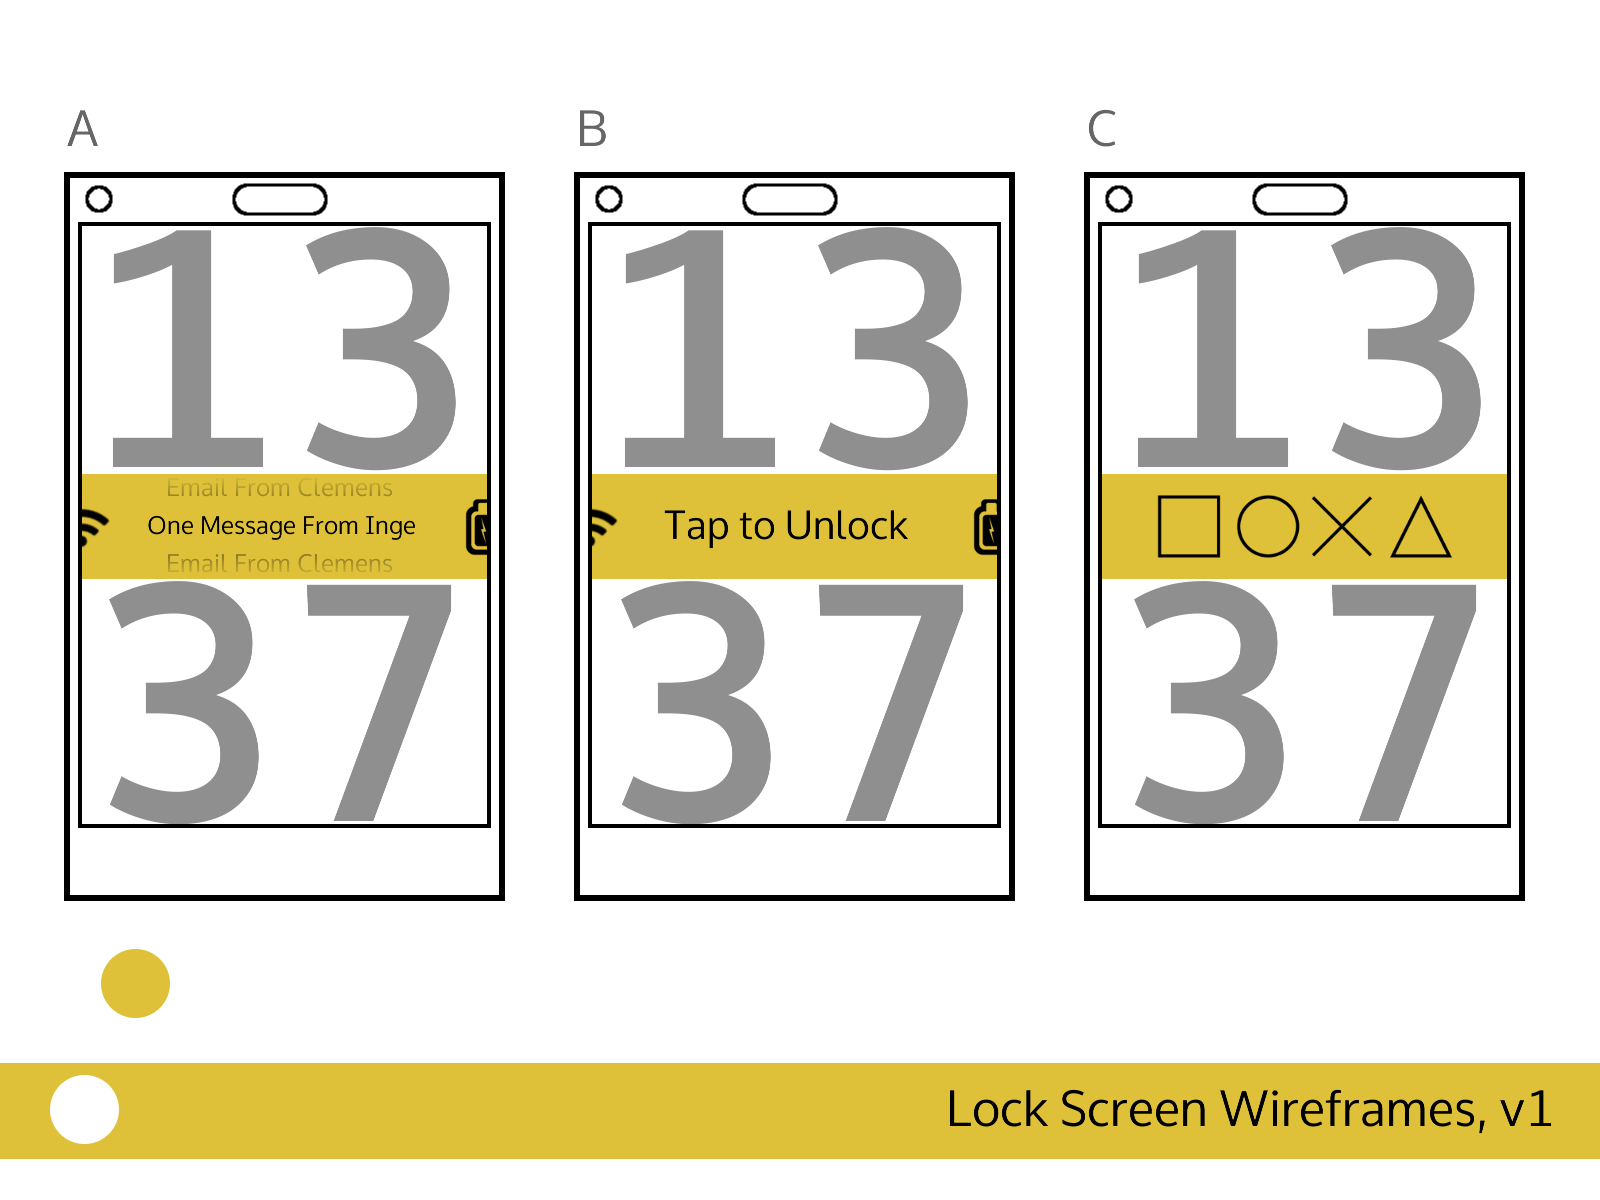 A
B
C
13
Email From Clemens
One Message From Inge
Email From Clemens
37
13
Tap to Unlock
37
13
37
Lock Screen Wireframes, v1